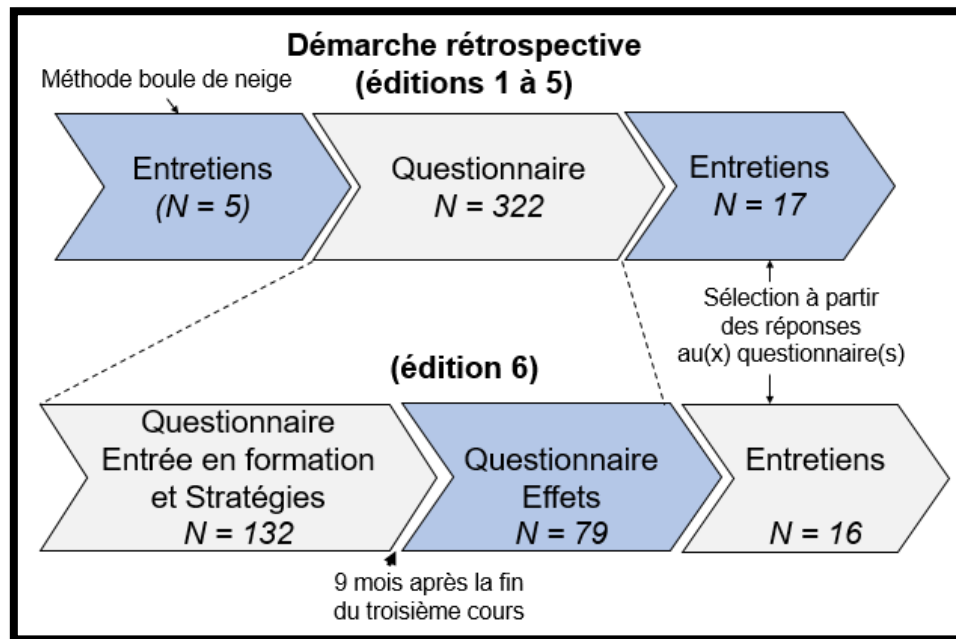 Démarche rétrospective
(éditions 1 à 5)
Méthode boule de neige
Entretiens
(N = 5)
Questionnaire
N = 322
Entretiens
N = 17
Sélection à partir
des réponses
au(x) questionnaire(s)
(édition 6)
Questionnaire
Entrée en formation
et Stratégies
N = 132
Questionnaire
Effets
N = 79
Entretiens
N = 16
9 mois après la fin
du troisième cours